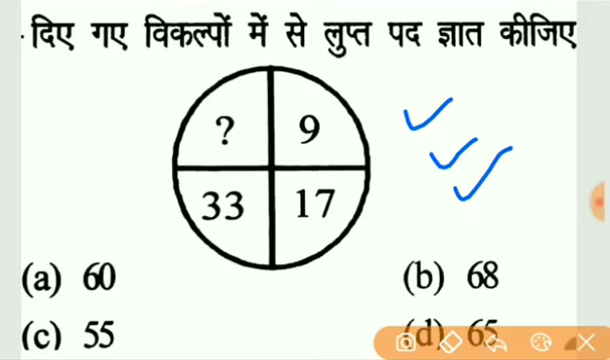 दिए गए विकल्पों में से लुप्त पद ज्ञात कीजिए
? 9
33 17
(a) 60 (b) 68
(c) 55 (d) 65